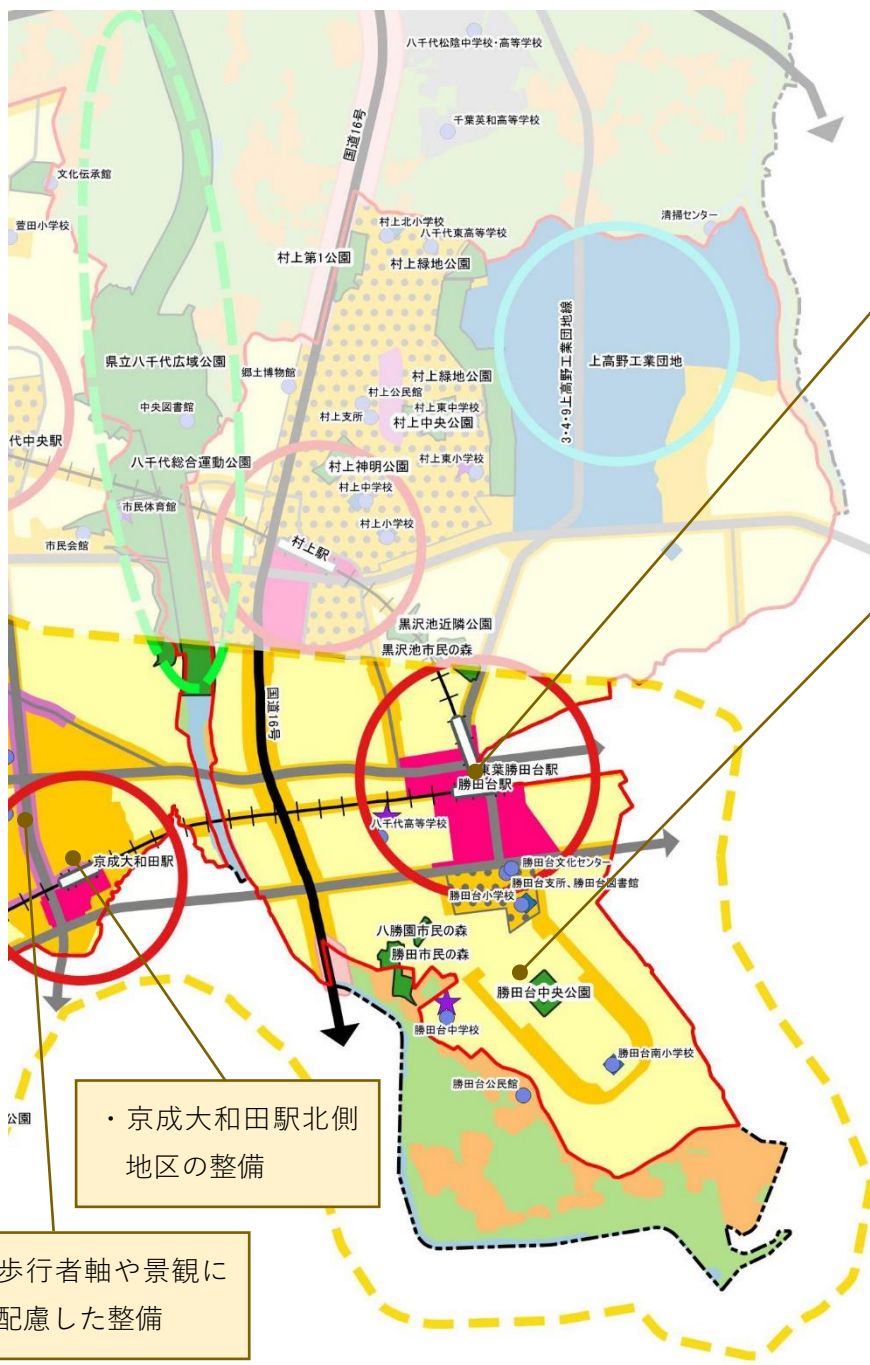 八千代松陰中学校・高等学校
千葉英和高等学校
国道16号
文化伝承館
萱田小学校
清掃センター
村上北小学校
八千代東高等学校
村上第1公園
村上緑地公園
3・4・9上高野工業団地線
上高野工業団地
県立八千代広域公園
郷土博物館
村上緑地公園
村上公民館
村上支所
村上東中学校
村上中央公園
中央図書館
代中央駅
八千代総合運動公園
村上神明公園
村上東小学校
村上中学校
市民体育館
村上小学校
市民会館
村上駅
黒沢池近隣公園
黒沢池市民の森
国道16号
東葉勝田台駅
勝田台駅
八千代高等学校
京成大和田駅
勝田台文化センター
勝田台支所、勝田台図書館
勝田台小学校
八勝園市民の森
勝田市民の森
勝田台中央公園
勝田台中学校
勝田台南小学校
勝田台公民館
公園
・京成大和田駅北側
地区の整備
歩行者軸や景観に
配慮した整備